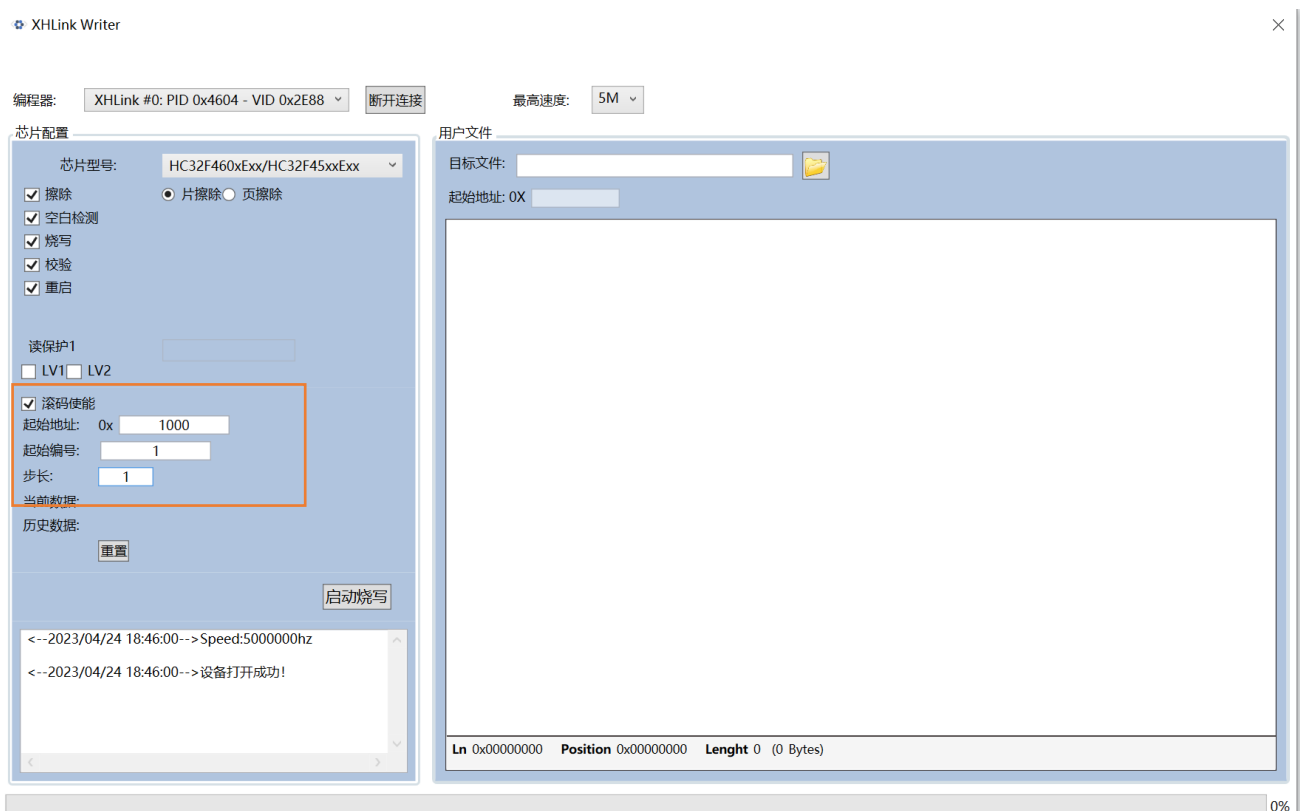 XHLink Writer
编程器: XHLink #0: PID 0x4604 - VID 0x2E88 断开连接 最高速度: 5M
芯片配置
芯片型号: HC32F460xExx/HC32F45xxExx
擦除 片擦除 页擦除
空白检测
烧写
校验
重启
读保护1
LV1 LV2
滚码使能
起始地址: 0x 1000
起始编号: 1
步长: 1
当前数据:
历史数据:
重置
启动烧写
<--2023/04/24 18:46:00-->Speed:5000000hz
<--2023/04/24 18:46:00-->设备打开成功!
用户文件
目标文件:
起始地址: 0X
Ln 0x00000000 Position 0x00000000 Lenght 0 (0 Bytes)
0%